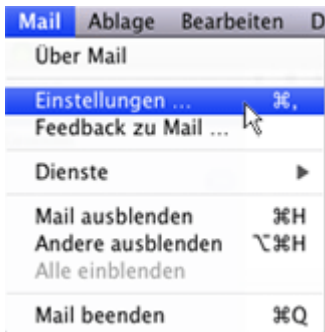 Mail Ablage Bearbeiten D
Über Mail
Einstellungen ... ⌘,
Feedback zu Mail ...
Dienste ▶
Mail ausblenden ⌘H
Andere ausblenden ⌥⌘H
Alle einblenden
Mail beenden ⌘Q